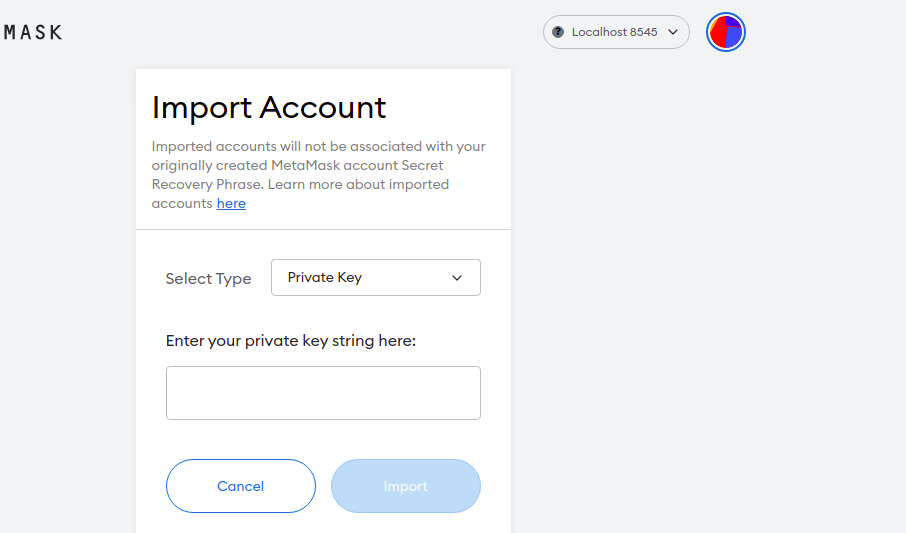 MASK
? Localhost 8545
Import Account
Imported accounts will not be associated with your
originally created MetaMask account Secret
Recovery Phrase. Learn more about imported
accounts here
Select Type
Private Key
Enter your private key string here:
Cancel
Import